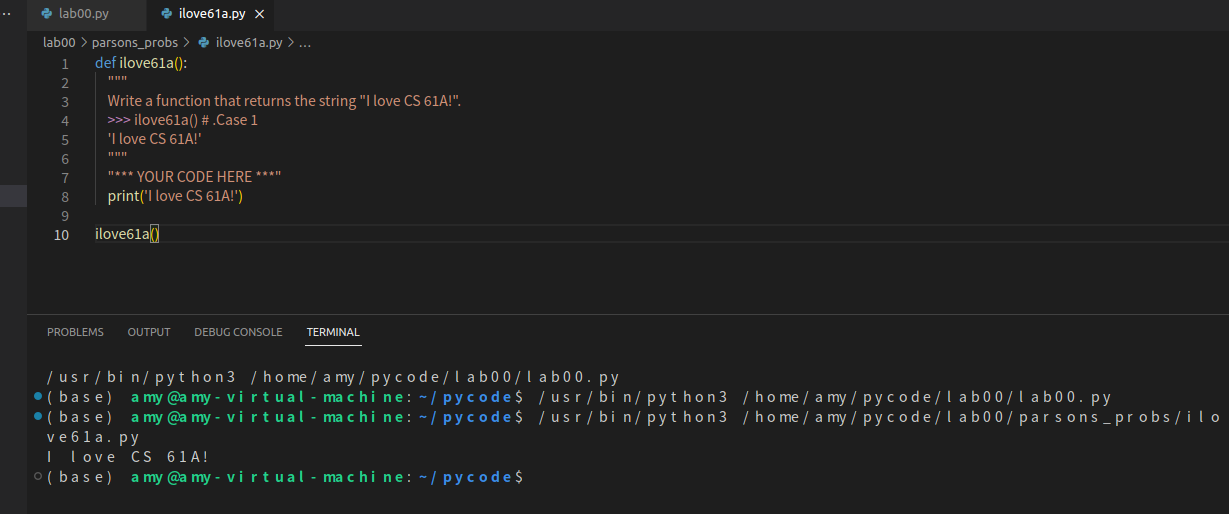 lab00.py ilove61a.py ×
lab00 > parsons_probs > ilove61a.py > ...
1 def ilove61a():
2 """
3 Write a function that returns the string "I love CS 61A!".
4 >>> ilove61a() # .Case 1
5 'I love CS 61A!'
6 """
7 "*** YOUR CODE HERE ***"
8 print('I love CS 61A!')
9
10 ilove61a()
PROBLEMS OUTPUT DEBUG CONSOLE TERMINAL
/usr/bin/python3 /home/amy/pycode/lab00/lab00.py
(base) amy@amy-virtual-machine:~/pycode$ /usr/bin/python3 /home/amy/pycode/lab00/lab00.py
(base) amy@amy-virtual-machine:~/pycode$ /usr/bin/python3 /home/amy/pycode/lab00/parsons_probs/ilo
ve61a.py
I love CS 61A!
(base) amy@amy-virtual-machine:~/pycode$